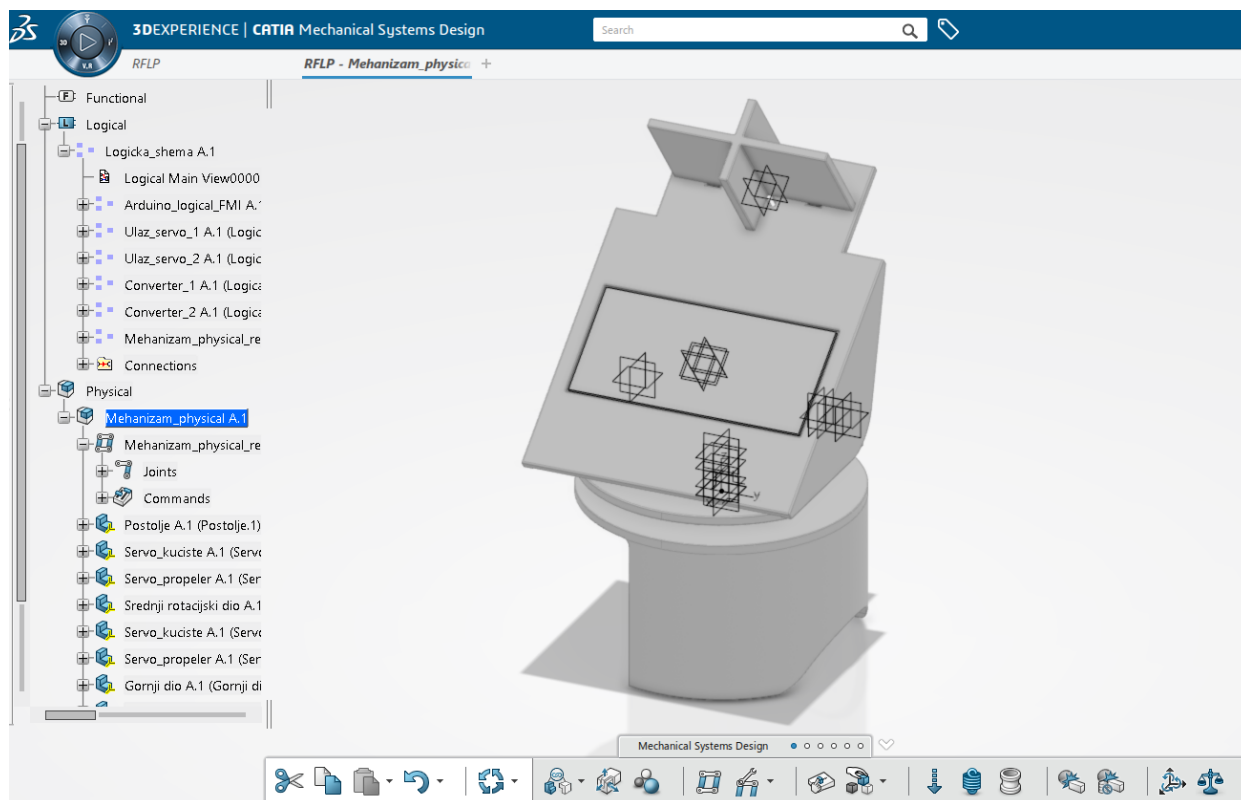 3DEXPERIENCE | CATIA Mechanical Systems Design
Search
3D
V.R
RFLP
RFLP - Mehanizam_physica
F Functional
L Logical
Logicka_shema A.1
Logical Main View0000
Arduino_logical_FMI A.1
Ulaz_servo_1 A.1 (Logic
Ulaz_servo_2 A.1 (Logic
Converter_1 A.1 (Logica
Converter_2 A.1 (Logica
Mehanizam_physical_re
Connections
Physical
Mehanizam_physical A.1
Mehanizam_physical_re
Joints
Commands
Postolje A.1 (Postolje.1)
Servo_kuciste A.1 (Servo
Servo_propeler A.1 (Ser
Srednji rotacijski dio A.1
Servo_kuciste A.1 (Servo
Servo_propeler A.1 (Ser
Gornji dio A.1 (Gornji di
y
Mechanical Systems Design